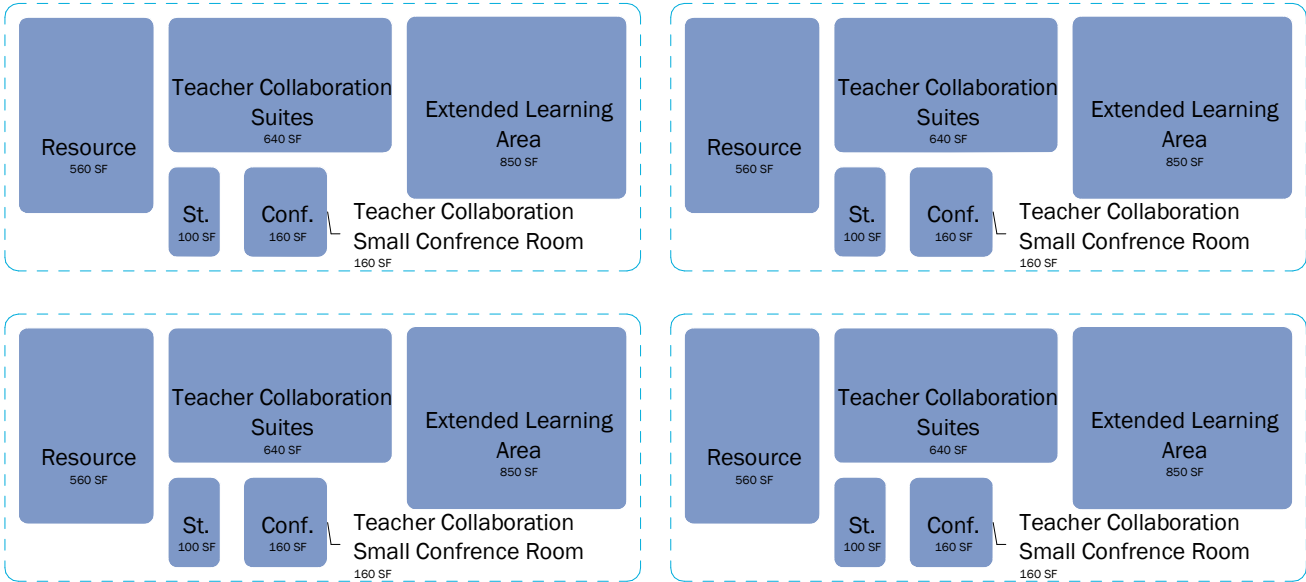 Teacher Collaboration
Suites
640 SF
Extended Learning
Area
850 SF
Resource
560 SF
St.
100 SF
Conf.
160 SF
Teacher Collaboration
Small Confrence Room
160 SF
Teacher Collaboration
Suites
640 SF
Extended Learning
Area
850 SF
Resource
560 SF
St.
100 SF
Conf.
160 SF
Teacher Collaboration
Small Confrence Room
160 SF
Teacher Collaboration
Suites
640 SF
Extended Learning
Area
850 SF
Resource
560 SF
St.
100 SF
Conf.
160 SF
Teacher Collaboration
Small Confrence Room
160 SF
Teacher Collaboration
Suites
640 SF
Extended Learning
Area
850 SF
Resource
560 SF
St.
100 SF
Conf.
160 SF
Teacher Collaboration
Small Confrence Room
160 SF